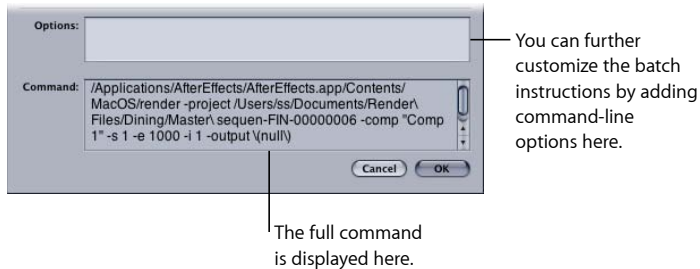 Options:
You can further
customize the batch
instructions by adding
command-line
options here.
Command:
/Applications/AfterEffects/AfterEffects.app/Contents/
MacOS/render -project /Users/ss/Documents/Render\
Files/Dining/Master\ sequen-FIN-00000006 -comp "Comp
1" -s 1 -e 1000 -i 1 -output \(null\)
Cancel
OK
The full command
is displayed here.